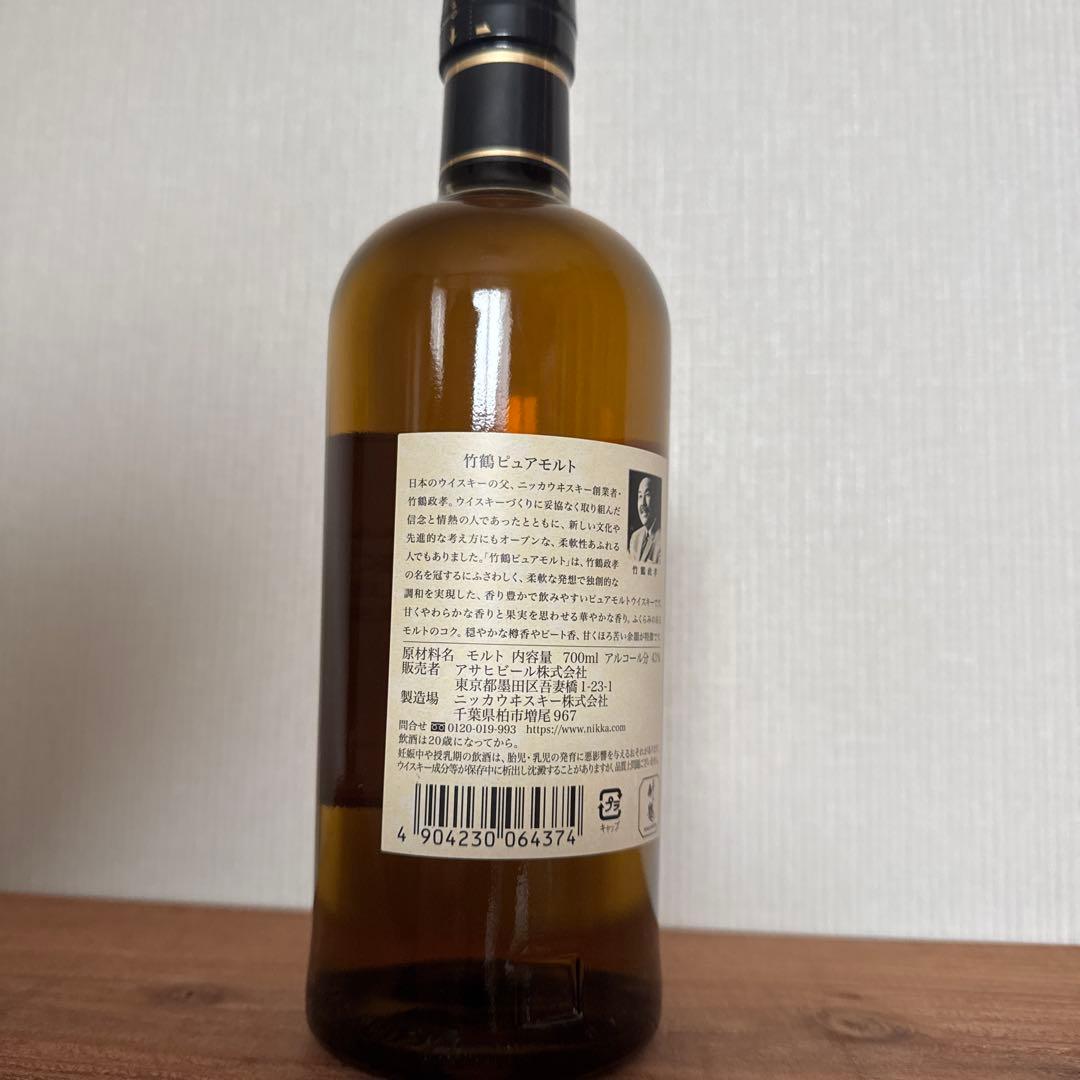 竹鶴ピュアモルト
日本のウイスキーの父、ニッカウヰスキー創業者・
竹鶴政孝。ウイスキーづくりに妥協なく取り組んだ
信念と情熱の人であったとともに、新しい文化や
先進的な考え方にもオープンな、柔軟性あふれる
人でもありました。「竹鶴ピュアモルト」は、竹鶴政孝
の名を冠するにふさわしく、柔軟な発想で独創的な
調和を実現した、香り豊かで飲みやすいピュアモルトウイスキーです。
甘くやわらかな香りと果実を思わせる華やかな香り。ふくらみのある
モルトのコク。穏やかな樽香やピート香、甘くほろ苦い余韻が特徴です。
竹鶴政孝
原材料名 モルト 内容量 700ml アルコール分 43%
販売者 アサヒビール株式会社
東京都墨田区吾妻橋1-23-1
製造場 ニッカウヰスキー株式会社
千葉県柏市増尾967
問合せ 0120-019-993 https://www.nikka.com
飲酒は20歳になってから。
妊娠中や授乳期の飲酒は、胎児・乳児の発育に悪影響を与えるおそれがあります。
ウイスキー成分等が保存中に析出し沈澱することがありますが、品質上問題ございません。
4 904230 064374
プラ
キャップ
竹鶴